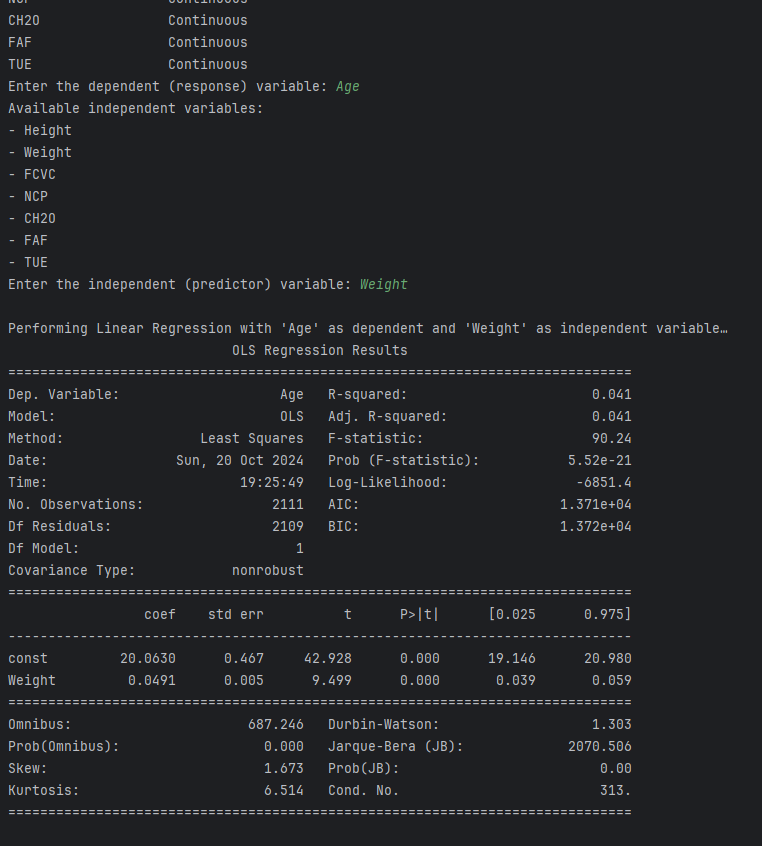 NCP                 Continuous
CH2O                Continuous
FAF                 Continuous
TUE                 Continuous
Enter the dependent (response) variable: Age
Available independent variables:
- Height
- Weight
- FCVC
- NCP
- CH2O
- FAF
- TUE
Enter the independent (predictor) variable: Weight

Performing Linear Regression with 'Age' as dependent and 'Weight' as independent variable…
                            OLS Regression Results
==============================================================================
Dep. Variable:                    Age   R-squared:                       0.041
Model:                            OLS   Adj. R-squared:                  0.041
Method:                 Least Squares   F-statistic:                     90.24
Date:                Sun, 20 Oct 2024   Prob (F-statistic):           5.52e-21
Time:                        19:25:49   Log-Likelihood:                -6851.4
No. Observations:                2111   AIC:                         1.371e+04
Df Residuals:                    2109   BIC:                         1.372e+04
Df Model:                           1
Covariance Type:            nonrobust
==============================================================================
                 coef    std err          t      P>|t|      [0.025      0.975]
------------------------------------------------------------------------------
const         20.0630      0.467     42.928      0.000      19.146      20.980
Weight         0.0491      0.005      9.499      0.000       0.039       0.059
==============================================================================
Omnibus:                      687.246   Durbin-Watson:                   1.303
Prob(Omnibus):                  0.000   Jarque-Bera (JB):             2070.506
Skew:                           1.673   Prob(JB):                         0.00
Kurtosis:                       6.514   Cond. No.                         313.
==============================================================================